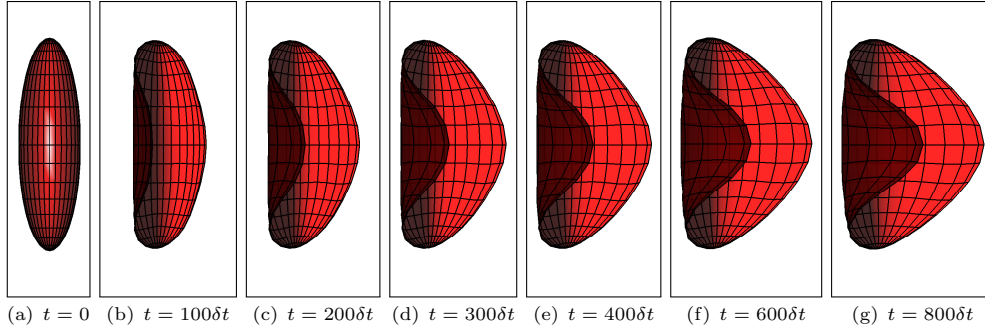 (a) t = 0 (b) t = 100δt (c) t = 200δt (d) t = 300δt (e) t = 400δt (f) t = 600δt (g) t = 800δt